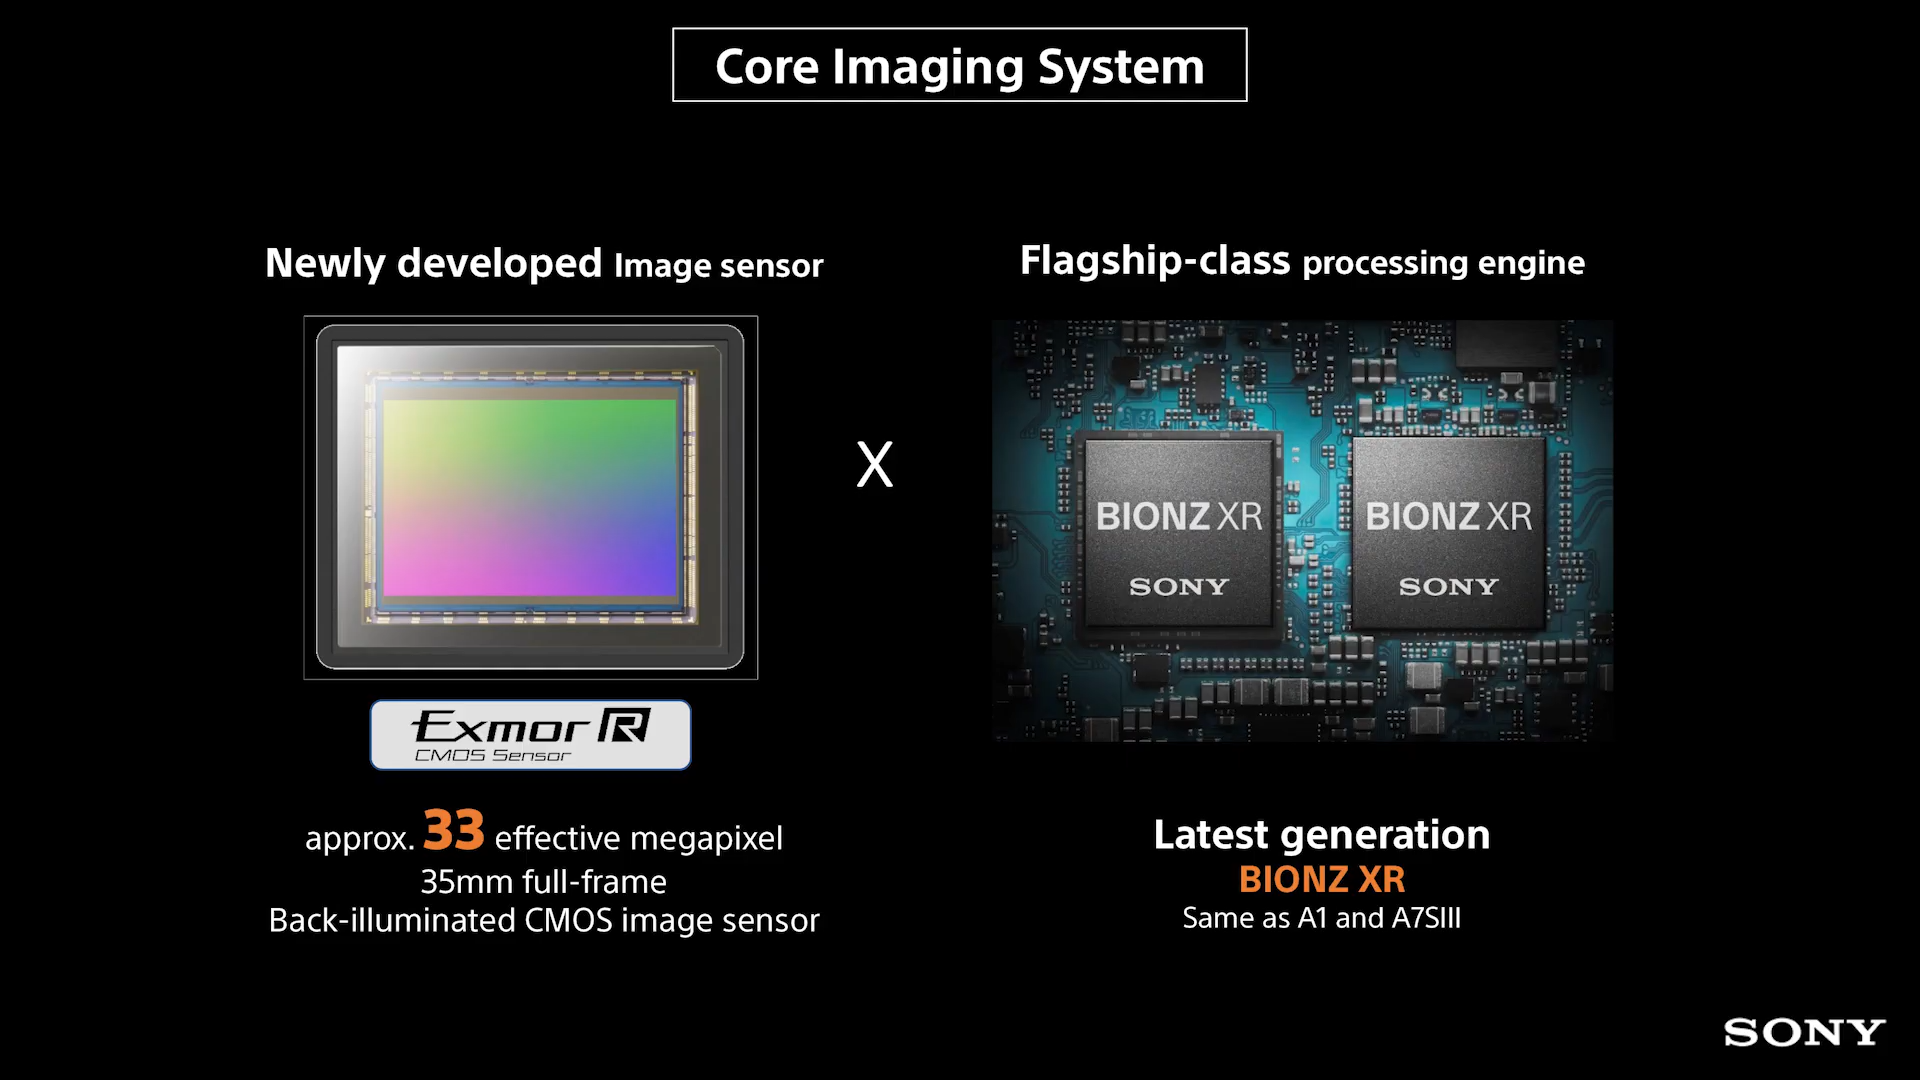 Core Imaging System
Newly developed Image sensor
Flagship-class processing engine
X
BIONZ XR
SONY
BIONZ XR
SONY
Exmor R
CMOS Sensor
approx. 33 effective megapixel
35mm full-frame
Back-illuminated CMOS image sensor
Latest generation
BIONZ XR
Same as A1 and A7SIII
SONY